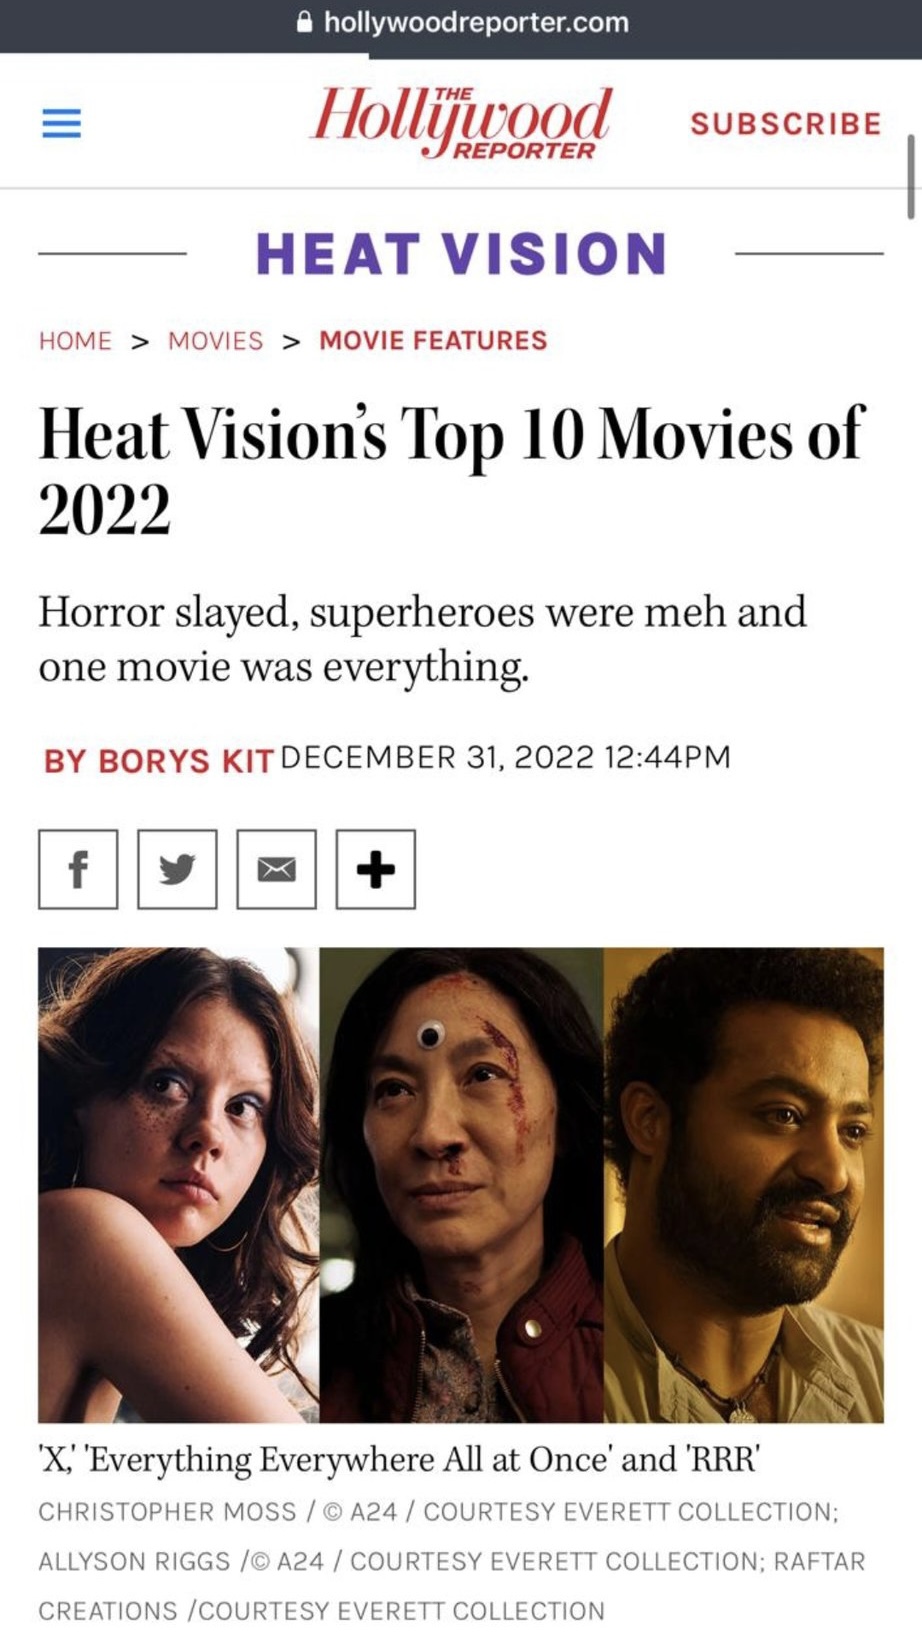 hollywoodreporter.com
THE
Hollywood
REPORTER
SUBSCRIBE
HEAT VISION
HOME > MOVIES > MOVIE FEATURES
Heat Vision’s Top 10 Movies of
2022
Horror slayed, superheroes were meh and
one movie was everything.
BY BORYS KIT DECEMBER 31, 2022 12:44PM
'X,' 'Everything Everywhere All at Once' and 'RRR'
CHRISTOPHER MOSS / © A24 / COURTESY EVERETT COLLECTION;
ALLYSON RIGGS /© A24 / COURTESY EVERETT COLLECTION; RAFTAR
CREATIONS /COURTESY EVERETT COLLECTION